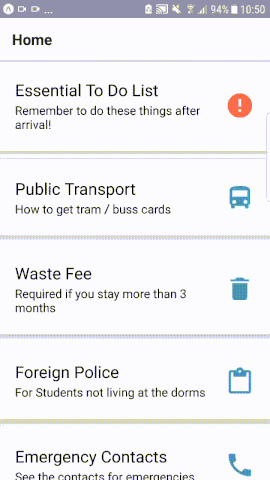 ... 94% 10:50
Home
Essential To Do List
Remember to do these things after
arrival!
Public Transport
How to get tram / buss cards
Waste Fee
Required if you stay more than 3
months
Foreign Police
For Students not living at the dorms
Emergency Contacts
See the contacts for emergencies